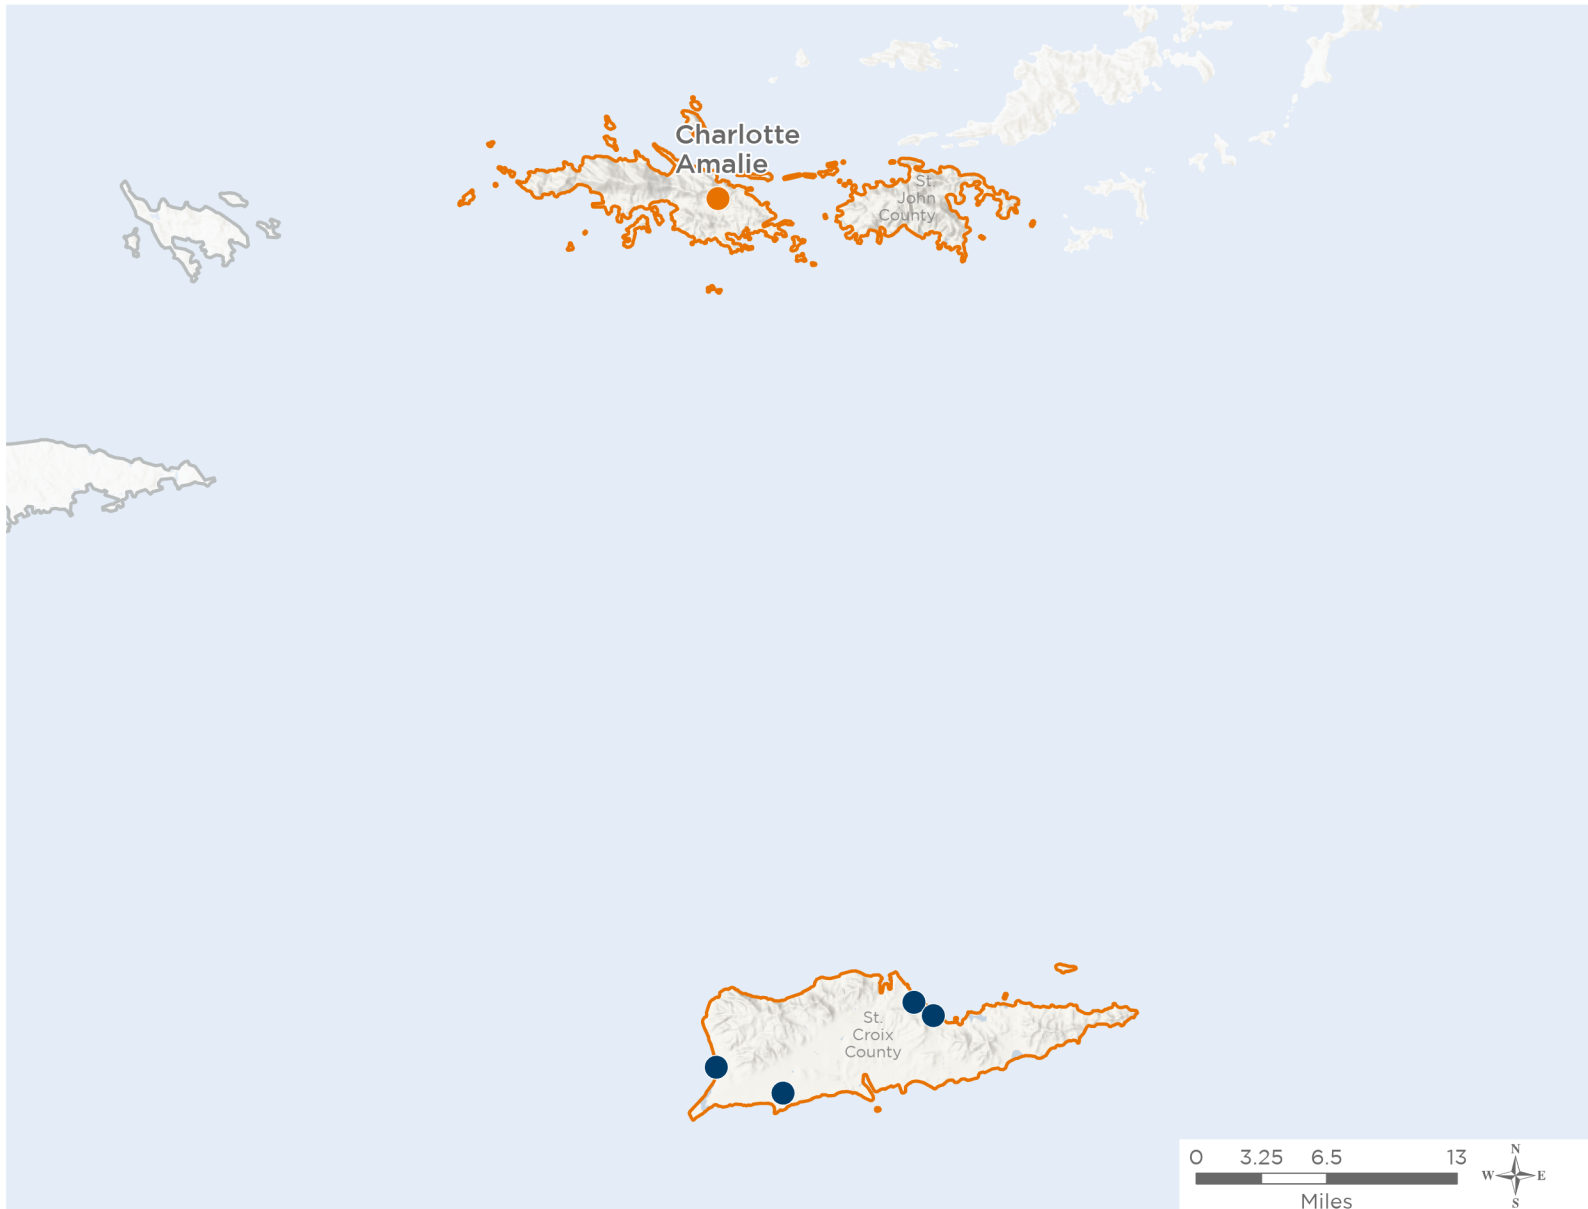 Charlotte
Amalie
St.
John
County
St.
Croix
County
0 3.25 6.5 13
Miles
N
W E
S